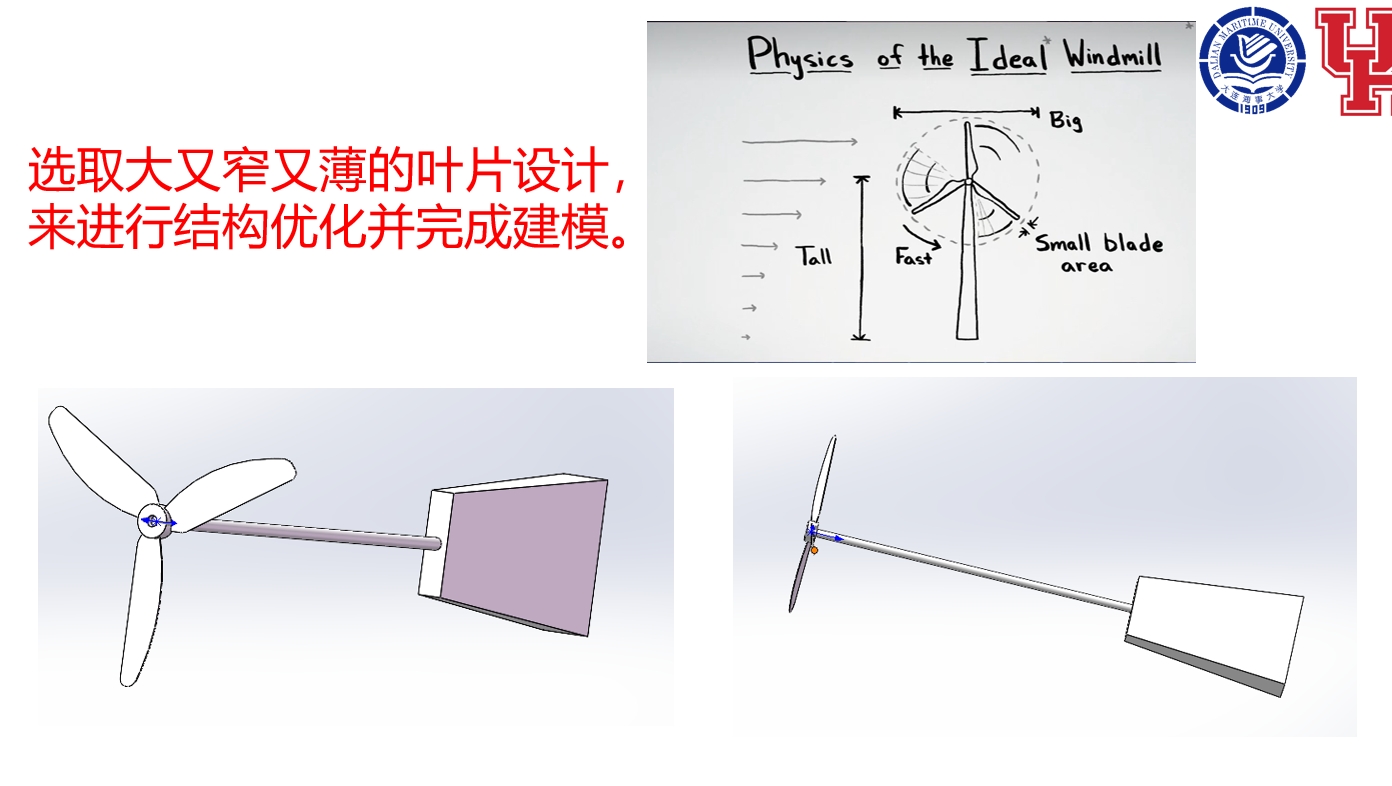 选取大又窄又薄的叶片设计，
来进行结构优化并完成建模。
Physics of the Ideal Windmill
Big
Tall
Fast
Small blade
area
DALIAN MARITIME UNIVERSITY
大连海事大学
1909
UH